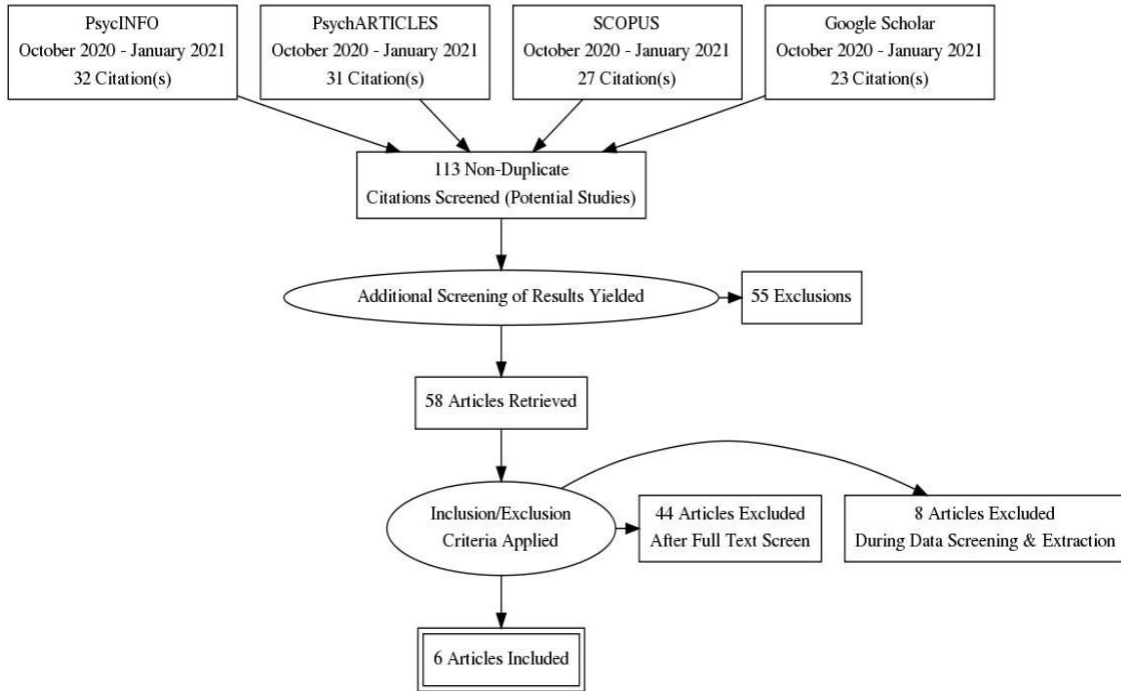 PsycINFO
October 2020 - January 2021
32 Citation(s)
PsychARTICLES
October 2020 - January 2021
31 Citation(s)
SCOPUS
October 2020 - January 2021
27 Citation(s)
Google Scholar
October 2020 - January 2021
23 Citation(s)
113 Non-Duplicate
Citations Screened (Potential Studies)
Additional Screening of Results Yielded
55 Exclusions
58 Articles Retrieved
Inclusion/Exclusion
Criteria Applied
44 Articles Excluded
After Full Text Screen
8 Articles Excluded
During Data Screening & Extraction
6 Articles Included